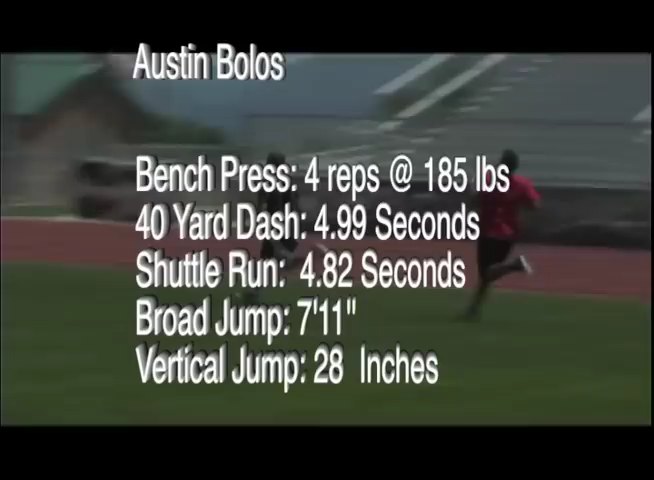 Austin Bolos
Bench Press: 4 reps @ 185 lbs
40 Yard Dash: 4.99 Seconds
Shuttle Run: 4.82 Seconds
Broad Jump: 7'11"
Vertical Jump: 28 Inches